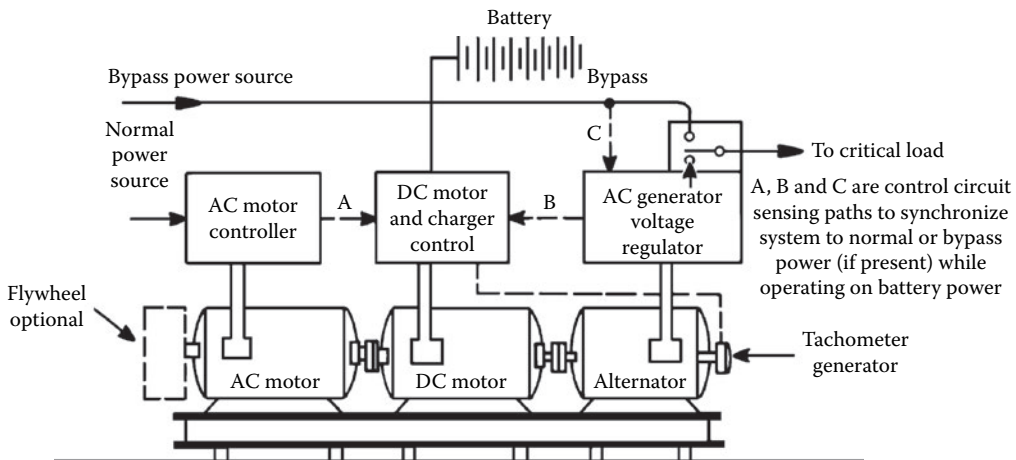 Battery
Bypass power source
Bypass
Normal
power
source
C
To critical load
AC motor
controller
A
DC motor
and charger
control
B
AC generator
voltage
regulator
A, B and C are control circuit
sensing paths to synchronize
system to normal or bypass
power (if present) while
operating on battery power
Flywheel
optional
Tachometer
generator
AC motor
DC motor
Alternator